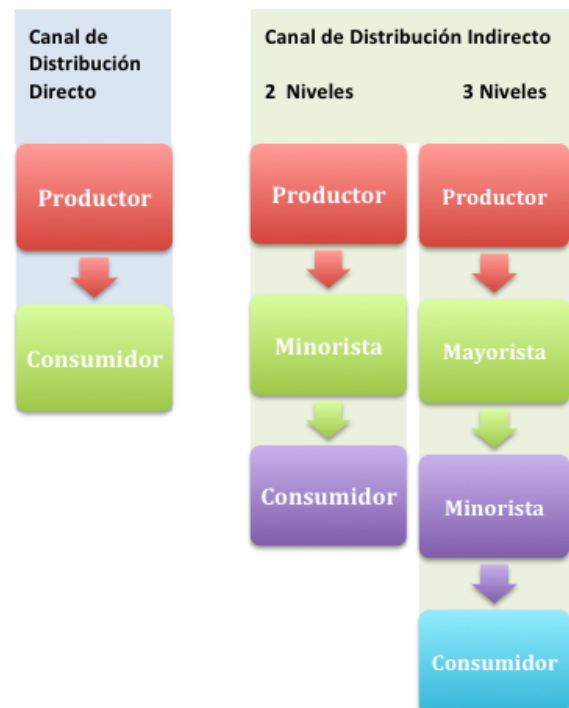 Canal de
Distribución
Directo
Productor
Consumidor
Canal de Distribución Indirecto
2 Niveles
3 Niveles
Productor
Minorista
Consumidor
Productor
Mayorista
Minorista
Consumidor